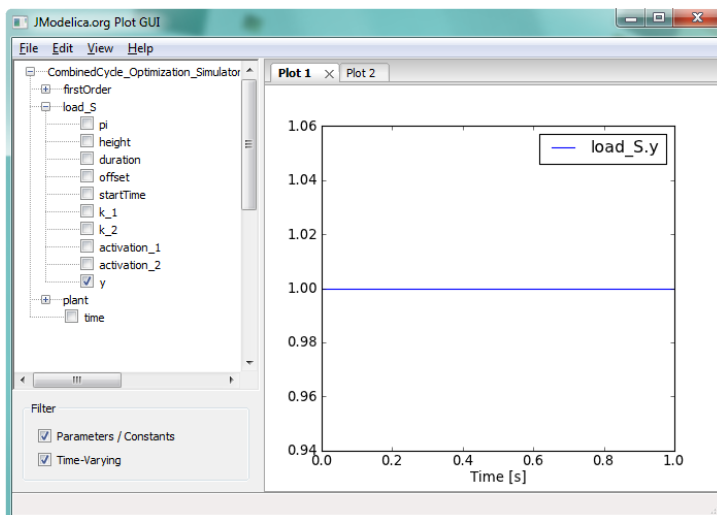 JModelica.org Plot GUI
File Edit View Help
CombinedCycle_Optimization_Simulator
firstOrder
load_S
pi
height
duration
offset
startTime
k_1
k_2
activation_1
activation_2
y
plant
time
Filter
Parameters / Constants
Time-Varying
Plot 1 Plot 2
1.06
1.04
1.02
1.00
0.98
0.96
0.94
load_S.y
0.0 0.2 0.4 0.6 0.8 1.0
Time [s]